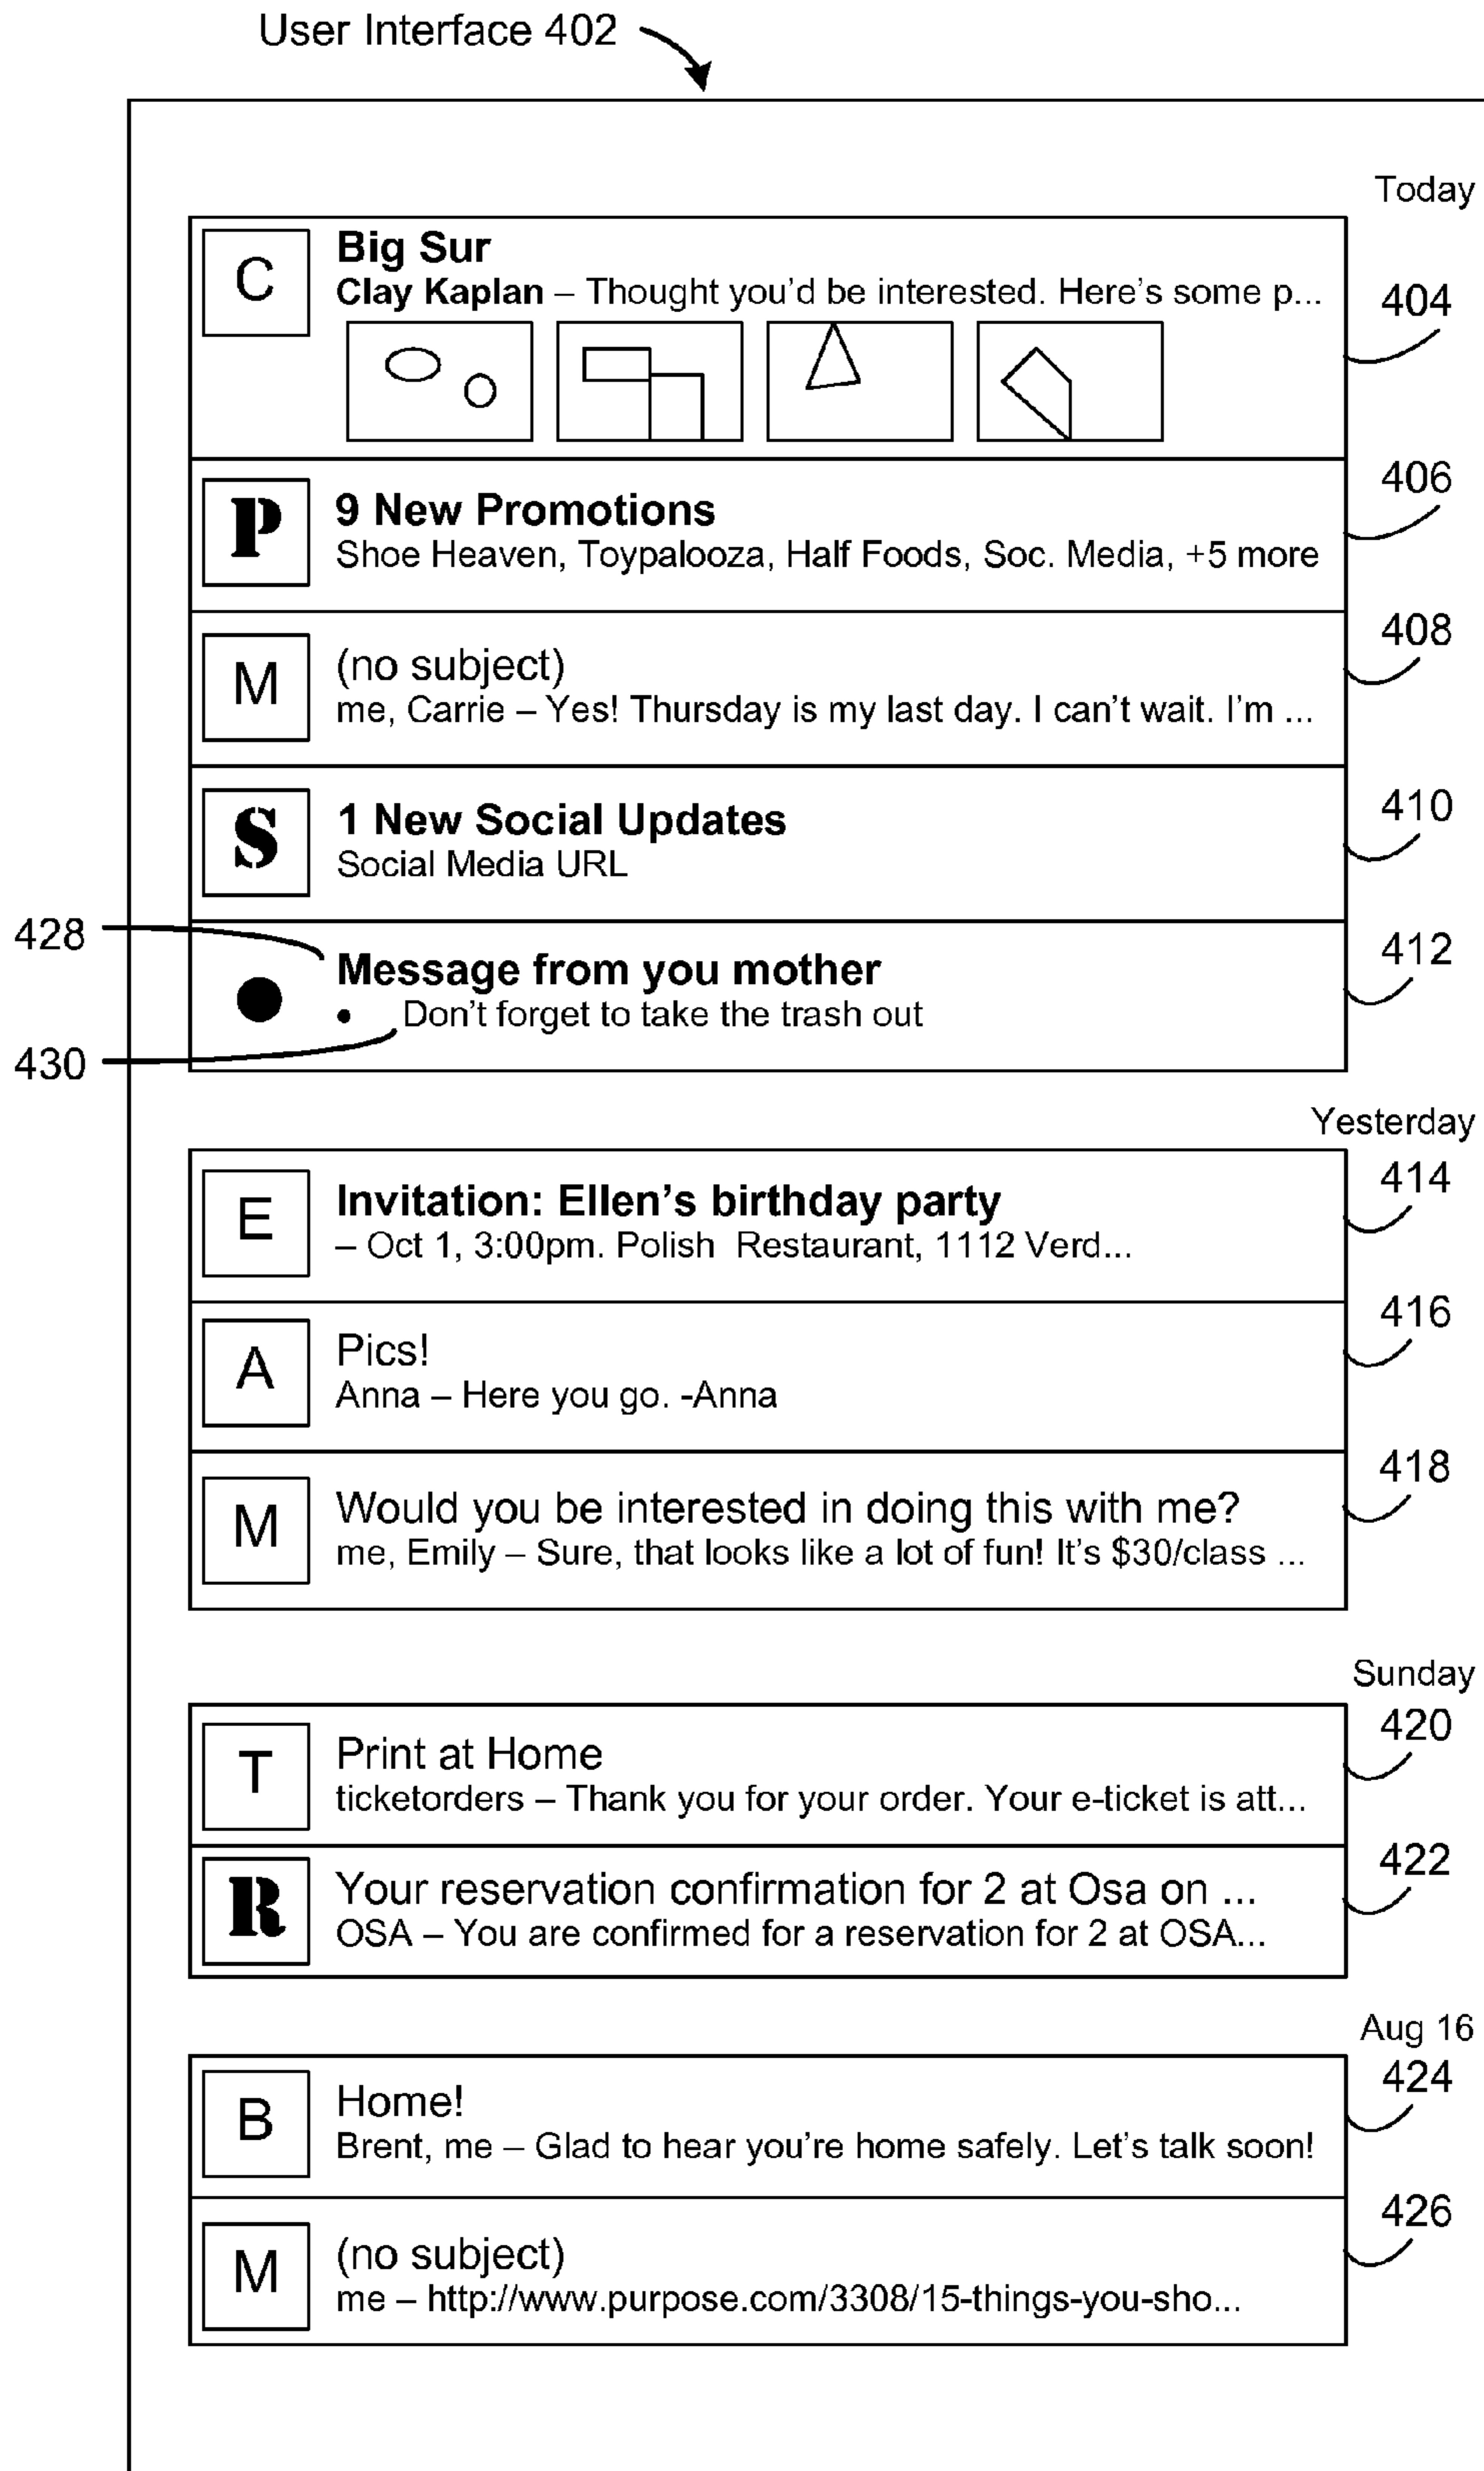 User Interface 402
Today
C
Big Sur
Clay Kaplan – Thought you'd be interested. Here's some p...
404
P
9 New Promotions
Shoe Heaven, Toypalooza, Half Foods, Soc. Media, +5 more
406
M
(no subject)
me, Carrie – Yes! Thursday is my last day. I can't wait. I'm ...
408
S
1 New Social Updates
Social Media URL
410
428
Message from you mother
• Don't forget to take the trash out
412
430
Yesterday
E
Invitation: Ellen's birthday party
– Oct 1, 3:00pm. Polish Restaurant, 1112 Verd...
414
A
Pics!
Anna – Here you go. -Anna
416
M
Would you be interested in doing this with me?
me, Emily – Sure, that looks like a lot of fun! It's $30/class ...
418
Sunday
T
Print at Home
ticketorders – Thank you for your order. Your e-ticket is att...
420
R
Your reservation confirmation for 2 at Osa on ...
OSA – You are confirmed for a reservation for 2 at OSA...
422
Aug 16
B
Home!
Brent, me – Glad to hear you're home safely. Let's talk soon!
424
M
(no subject)
me – http://www.purpose.com/3308/15-things-you-sho...
426